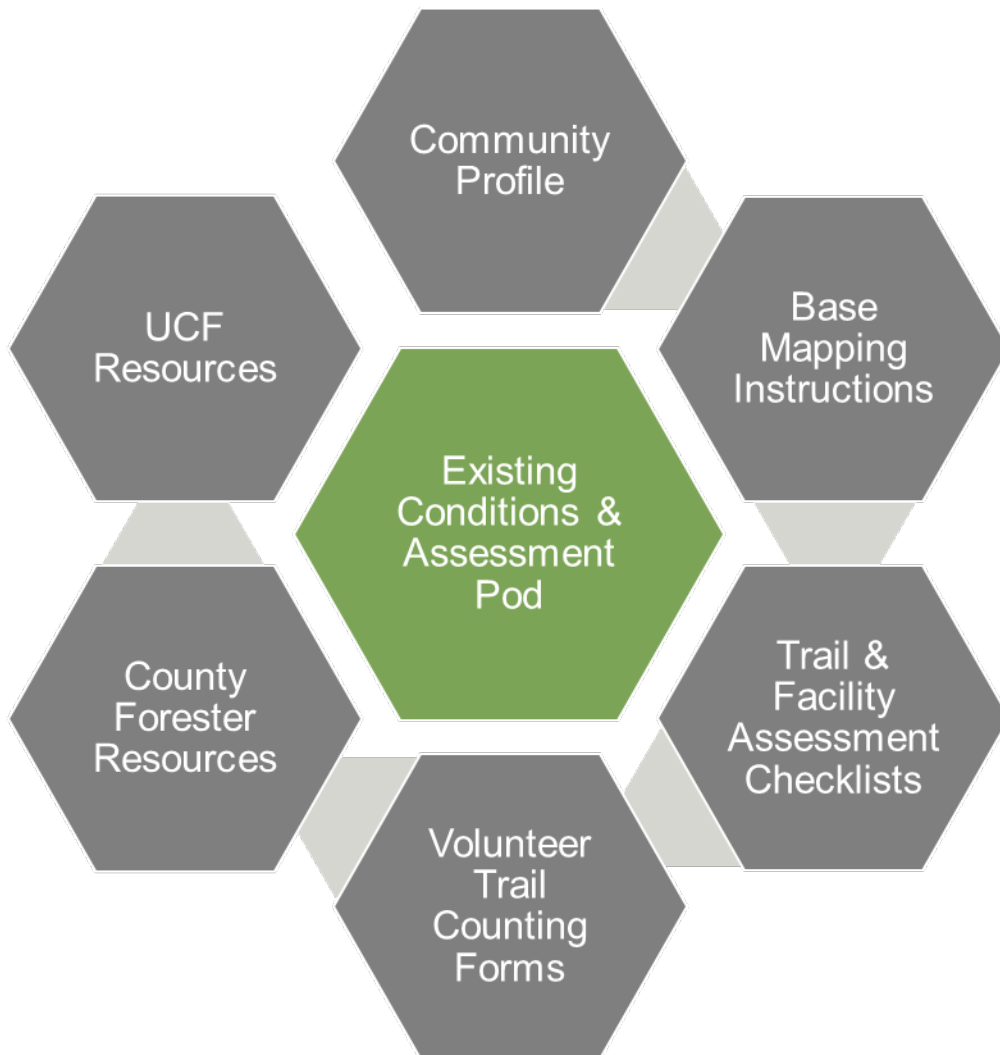 Community
Profile
Base
Mapping
Instructions
Trail &
Facility
Assessment
Checklists
Volunteer
Trail
Counting
Forms
County
Forester
Resources
UCF
Resources
Existing
Conditions &
Assessment
Pod